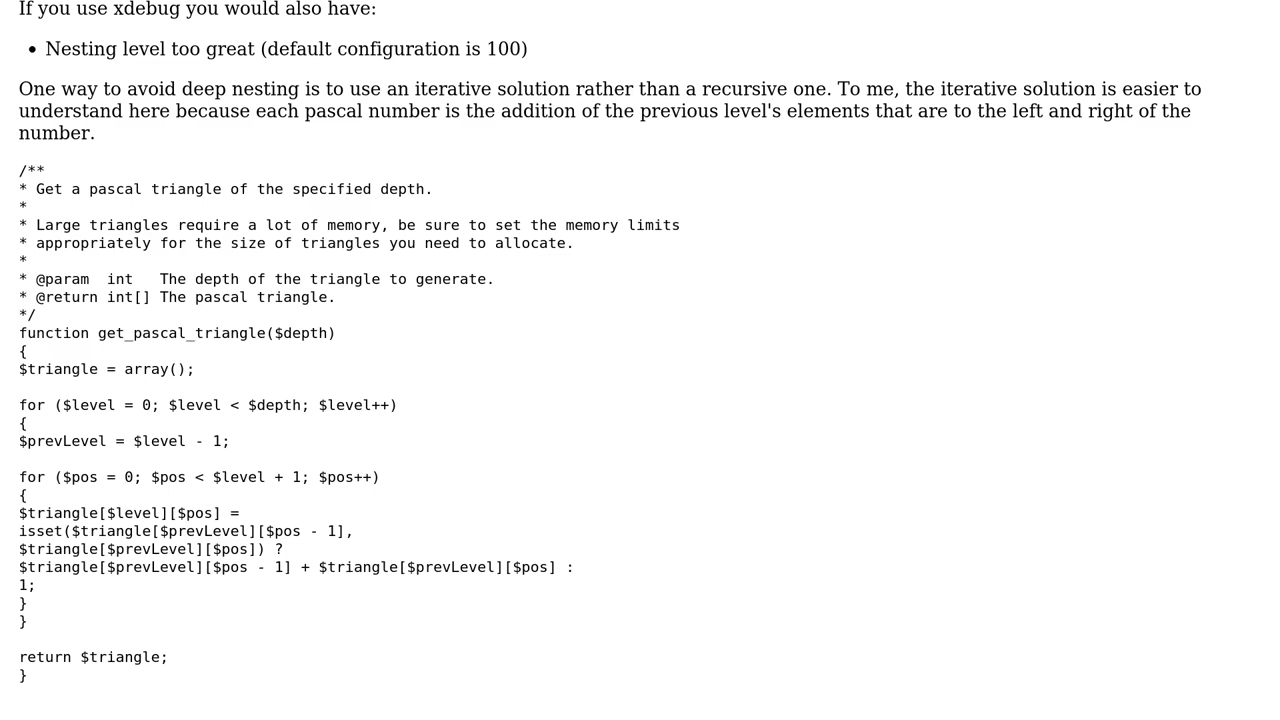 If you use xdebug you would also have:
• Nesting level too great (default configuration is 100)
One way to avoid deep nesting is to use an iterative solution rather than a recursive one. To me, the iterative solution is easier to
understand here because each pascal number is the addition of the previous level's elements that are to the left and right of the
number.
/**
* Get a pascal triangle of the specified depth.
*
* Large triangles require a lot of memory, be sure to set the memory limits
* appropriately for the size of triangles you need to allocate.
*
* @param  int   The depth of the triangle to generate.
* @return int[] The pascal triangle.
*/
function get_pascal_triangle($depth)
{
$triangle = array();
for ($level = 0; $level < $depth; $level++)
{
$prevLevel = $level - 1;
for ($pos = 0; $pos < $level + 1; $pos++)
{
$triangle[$level][$pos] =
isset($triangle[$prevLevel][$pos - 1],
$triangle[$prevLevel][$pos]) ?
$triangle[$prevLevel][$pos - 1] + $triangle[$prevLevel][$pos] :
1;
}
}
return $triangle;
}